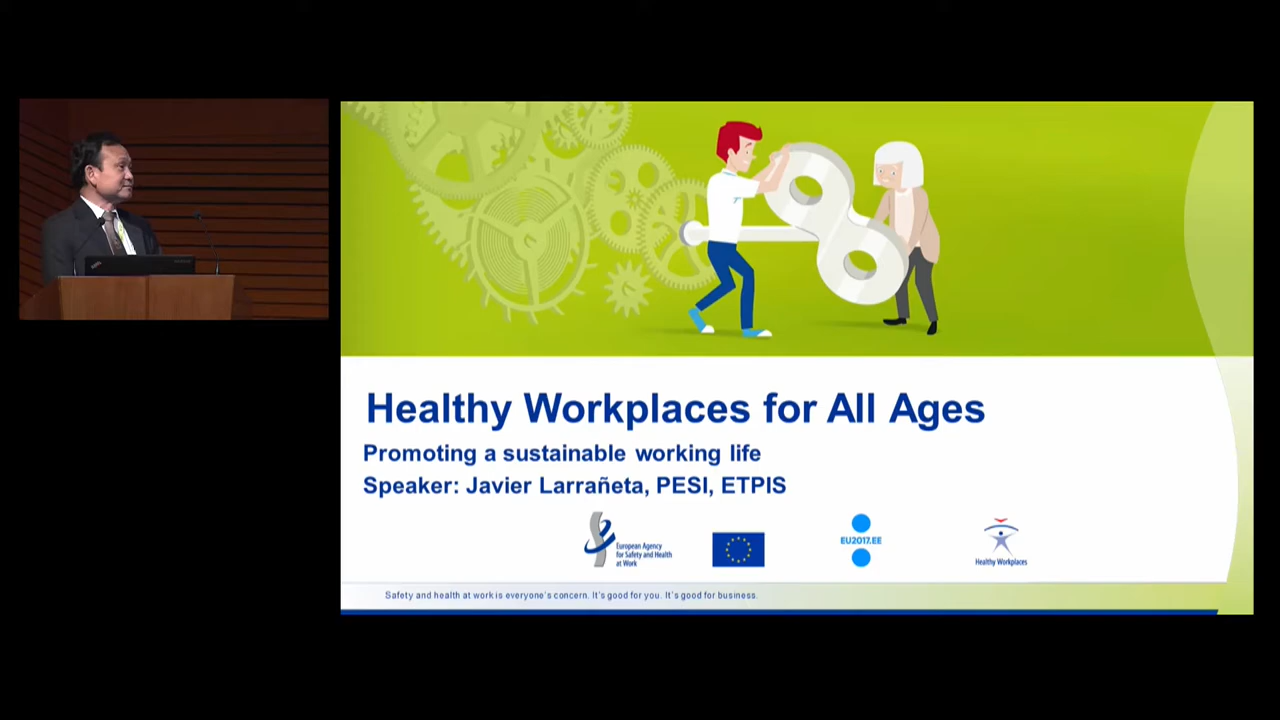 Healthy Workplaces for All Ages
Promoting a sustainable working life
Speaker: Javier Larrañeta, PESI, ETPIS
European Agency
for Safety and Health
at Work
EU2017.EE
Healthy Workplaces
Safety and health at work is everyone's concern. It's good for you. It's good for business.